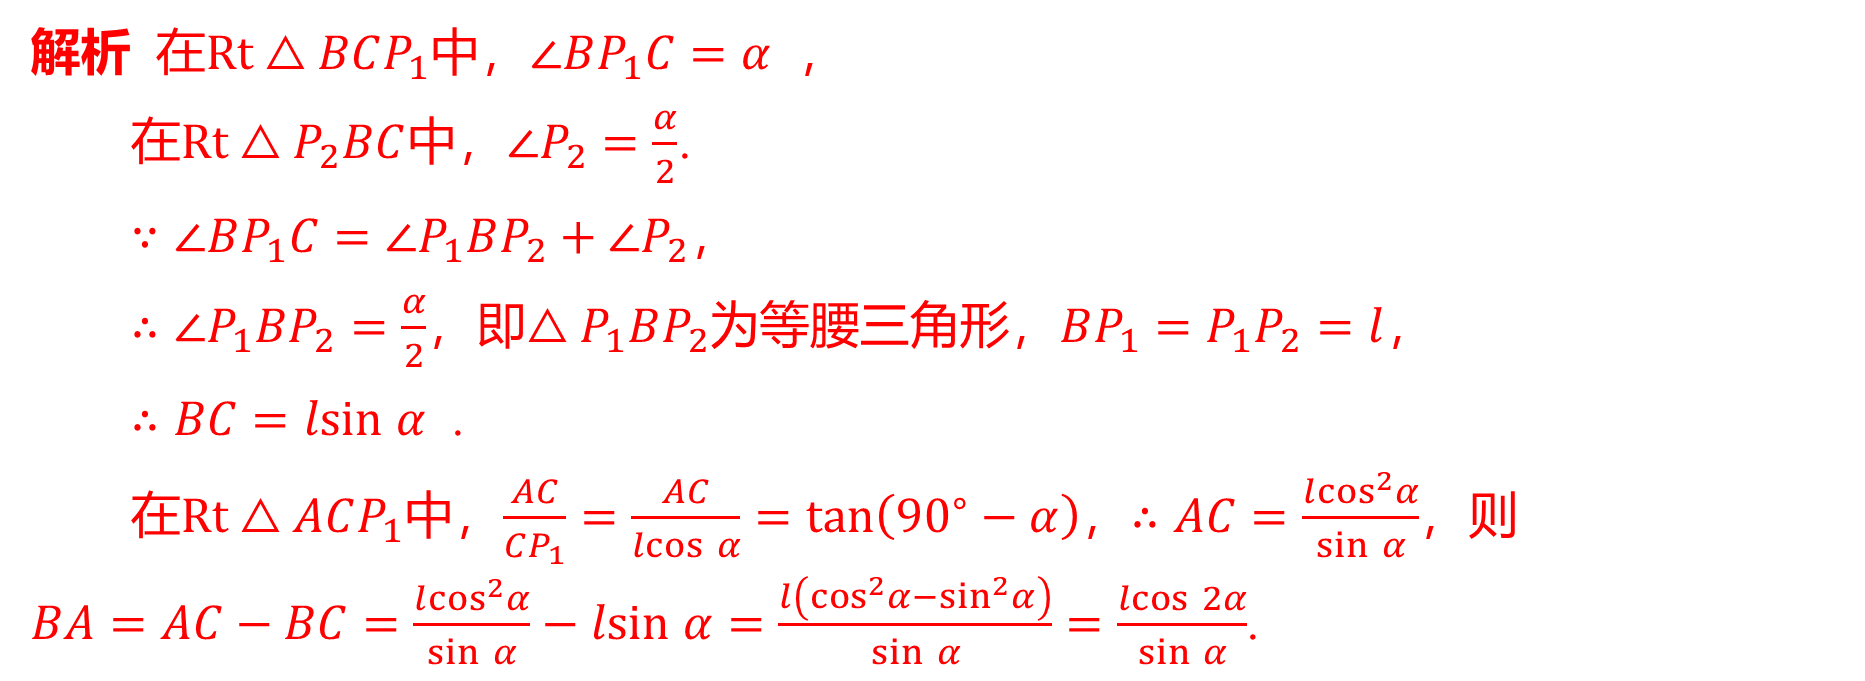 解析 在Rt △ BCP₁中，∠BP₁C = α ，
在Rt △ P₂BC中，∠P₂ = α/2.
∵ ∠BP₁C = ∠P₁BP₂ + ∠P₂，
∴ ∠P₁BP₂ = α/2，即△ P₁BP₂为等腰三角形，BP₁ = P₁P₂ = l，
∴ BC = lsin α .
在Rt △ ACP₁中，AC/CP₁ = AC/(lcos α) = tan(90° − α)，∴ AC = lcos²α/sin α，则
BA = AC − BC = lcos²α/sin α − lsin α = l(cos²α−sin²α)/sin α = lcos 2α/sin α.